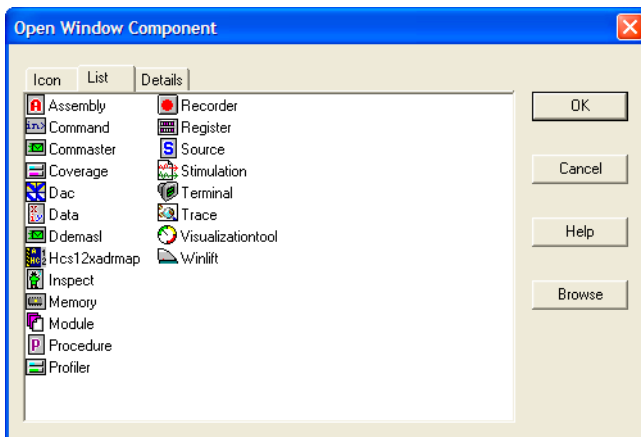 Open Window Component
Icon List Details
Assembly
Command
Commaster
Coverage
Dac
Data
Ddemasl
Hcs12xadrmap
Inspect
Memory
Module
Procedure
Profiler
Recorder
Register
Source
Stimulation
Terminal
Trace
Visualizationtool
Winlift
OK
Cancel
Help
Browse